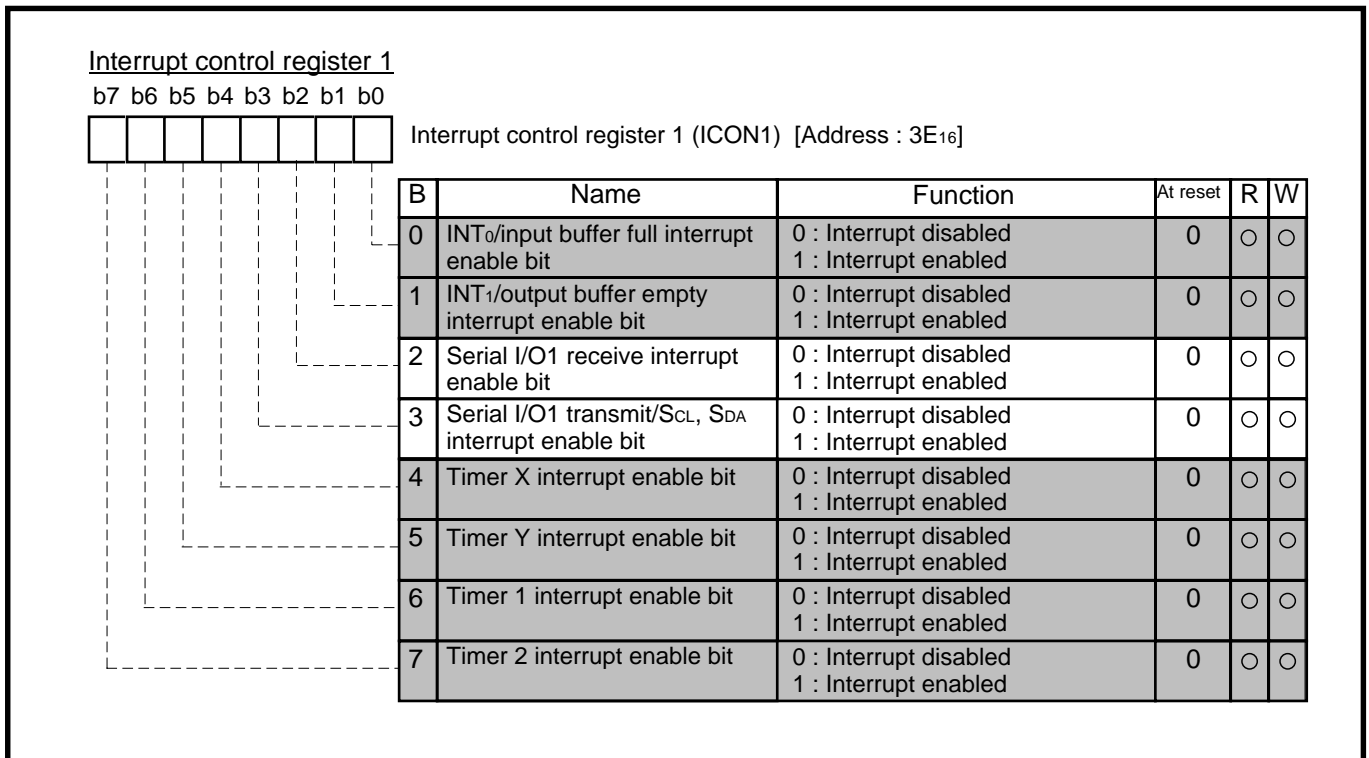 Interrupt control register 1
b7 b6 b5 b4 b3 b2 b1 b0
Interrupt control register 1 (ICON1) [Address : 3E16]
B Name Function At reset R W
0 INT0/input buffer full interrupt enable bit 0 : Interrupt disabled 0 ○ ○
1 : Interrupt enabled
1 INT1/output buffer empty interrupt enable bit 0 : Interrupt disabled 0 ○ ○
1 : Interrupt enabled
2 Serial I/O1 receive interrupt enable bit 0 : Interrupt disabled 0 ○ ○
1 : Interrupt enabled
3 Serial I/O1 transmit/SCL, SDA interrupt enable bit 0 : Interrupt disabled 0 ○ ○
1 : Interrupt enabled
4 Timer X interrupt enable bit 0 : Interrupt disabled 0 ○ ○
1 : Interrupt enabled
5 Timer Y interrupt enable bit 0 : Interrupt disabled 0 ○ ○
1 : Interrupt enabled
6 Timer 1 interrupt enable bit 0 : Interrupt disabled 0 ○ ○
1 : Interrupt enabled
7 Timer 2 interrupt enable bit 0 : Interrupt disabled 0 ○ ○
1 : Interrupt enabled